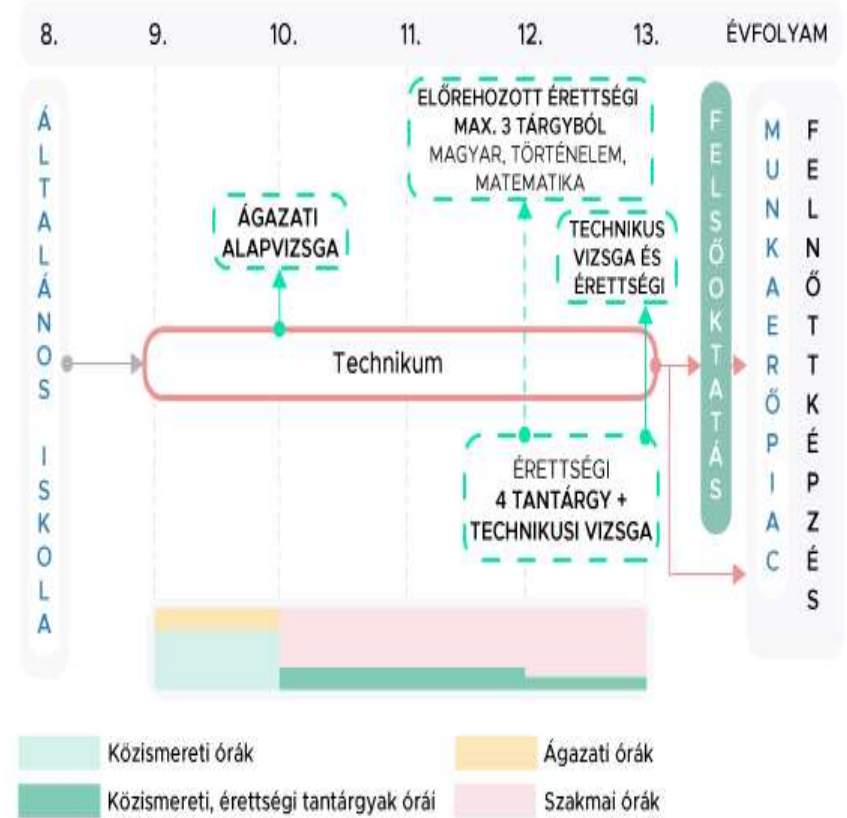 8. 9. 10. 11. 12. 13. ÉVFOLYAM
ÁLTALÁNOS ISKOLA
ELŐREHOZOTT ÉRETTSÉGI
MAX. 3 TÁRGYBÓL
MAGYAR, TÖRTÉNELEM,
MATEMATIKA
ÁGAZATI
ALAPVIZSGA
TECHNIKUS
VIZSGA ÉS
ÉRETTSÉGI
Technikum
ÉRETTSÉGI
4 TANTÁRGY +
TECHNIKUSI VIZSGA
FELSŐOKTATÁS
MUNKAERŐPIAC
FELNŐTTKÉPZÉS
Közismereti órák
Ágazati órák
Közismereti, érettségi tantárgyak órái
Szakmai órák